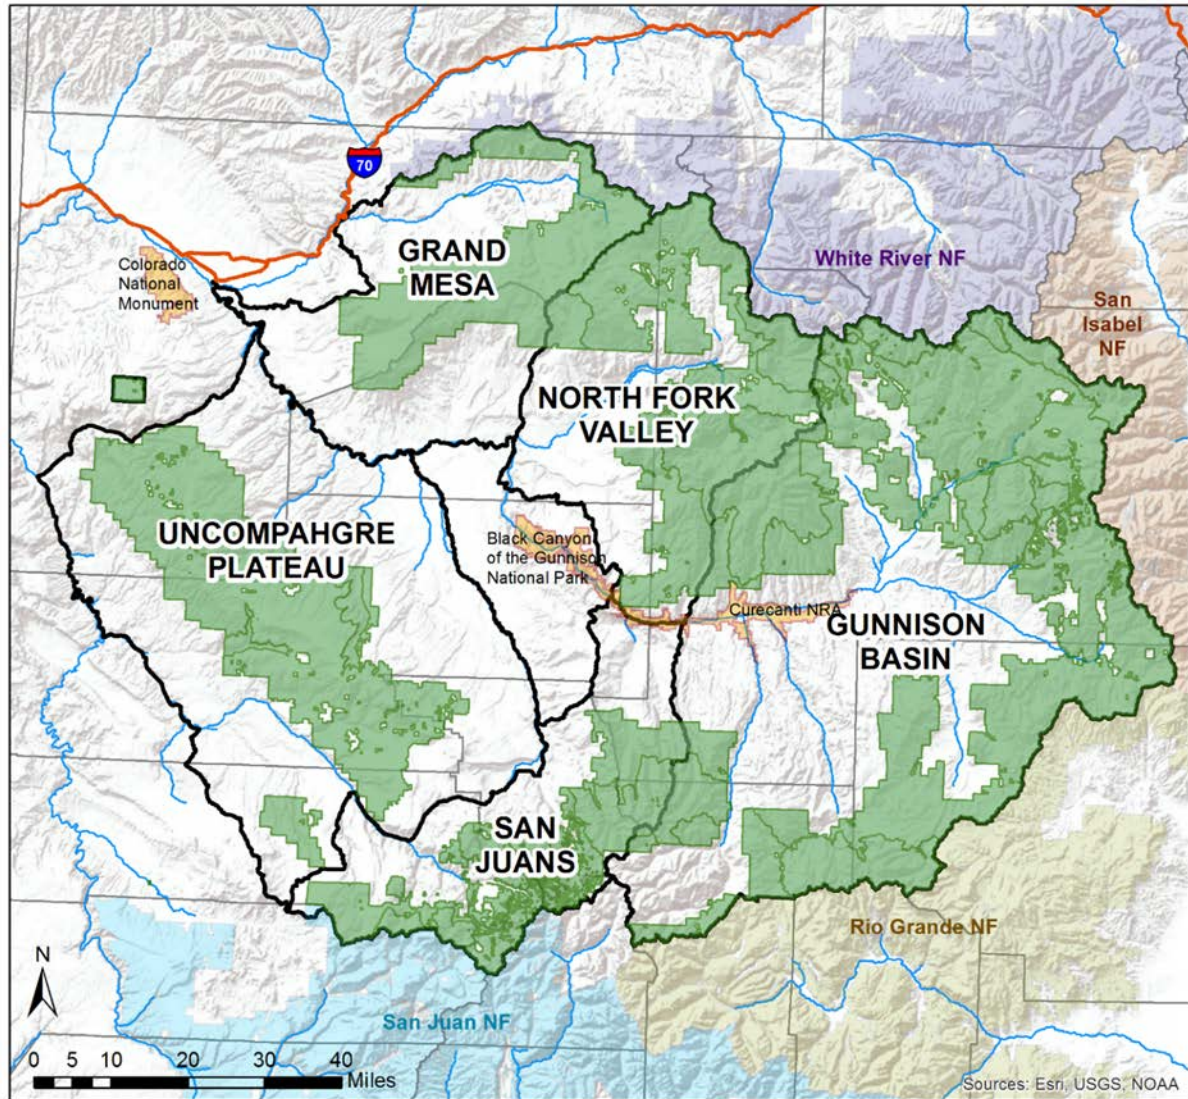 70
GRAND
MESA
White River NF
Colorado
National
Monument
San
Isabel
NF
NORTH FORK
VALLEY
UNCOMPAHGRE
PLATEAU
Black Canyon
of the Gunnison
National Park
Curecanti NRA
GUNNISON
BASIN
SAN
JUANS
Rio Grande NF
San Juan NF
N
0 5 10 20 30 40
Miles
Sources: Esri, USGS, NOAA